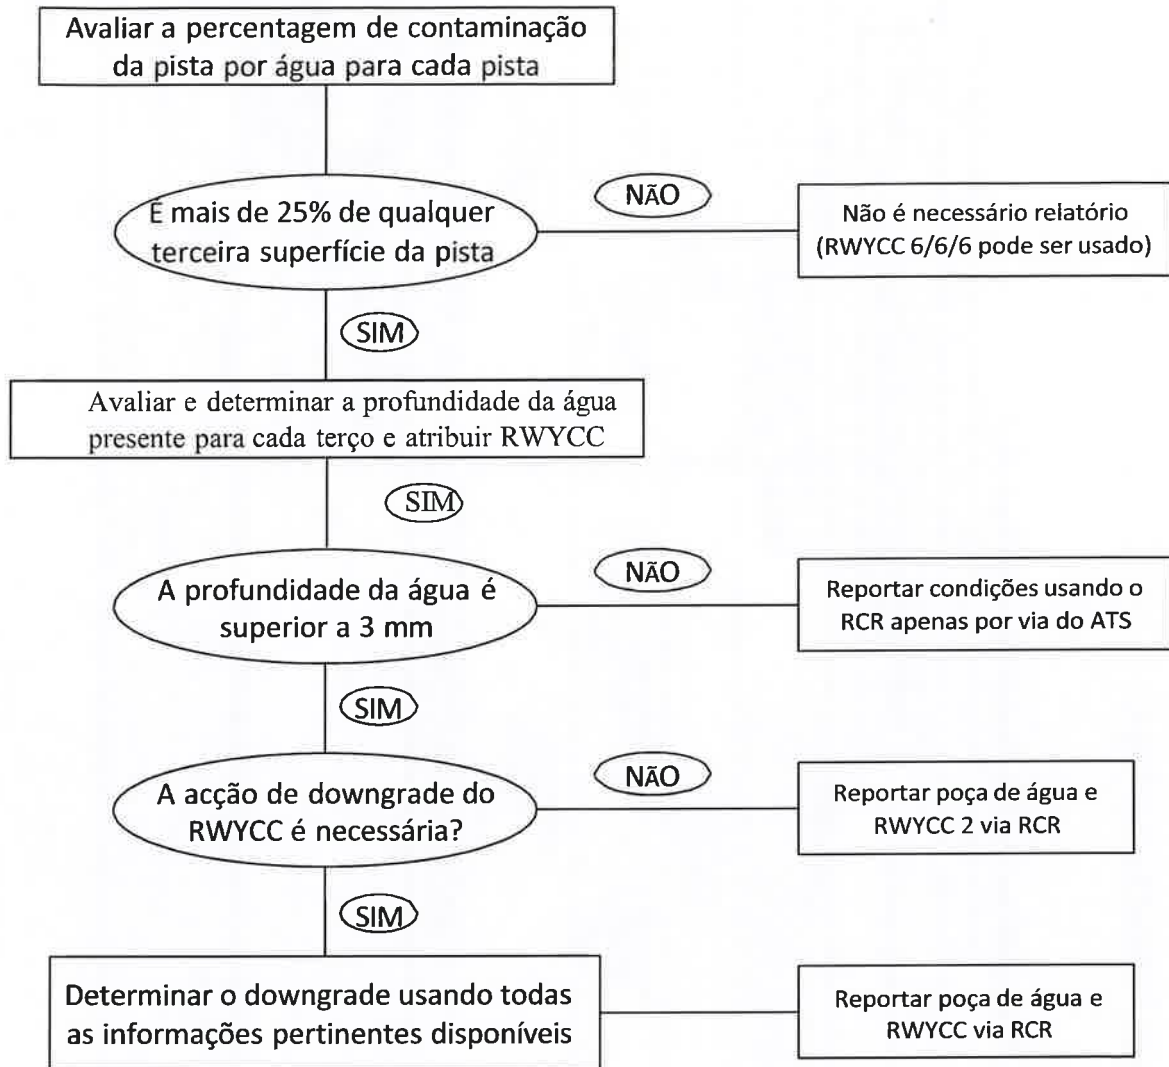 Avaliar a percentagem de contaminação
da pista por água para cada pista
E mais de 25% de qualquer
terceira superfície da pista
NÃO
Não é necessário relatório
(RWYCC 6/6/6 pode ser usado)
SIM
Avaliar e determinar a profundidade da água
presente para cada terço e atribuir RWYCC
SIM
A profundidade da água é
superior a 3 mm
NÃO
Reportar condições usando o
RCR apenas por via do ATS
SIM
A acção de downgrade do
RWYCC é necessária?
NÃO
Reportar poça de água e
RWYCC 2 via RCR
SIM
Determinar o downgrade usando todas
as informações pertinentes disponíveis
Reportar poça de água e
RWYCC via RCR